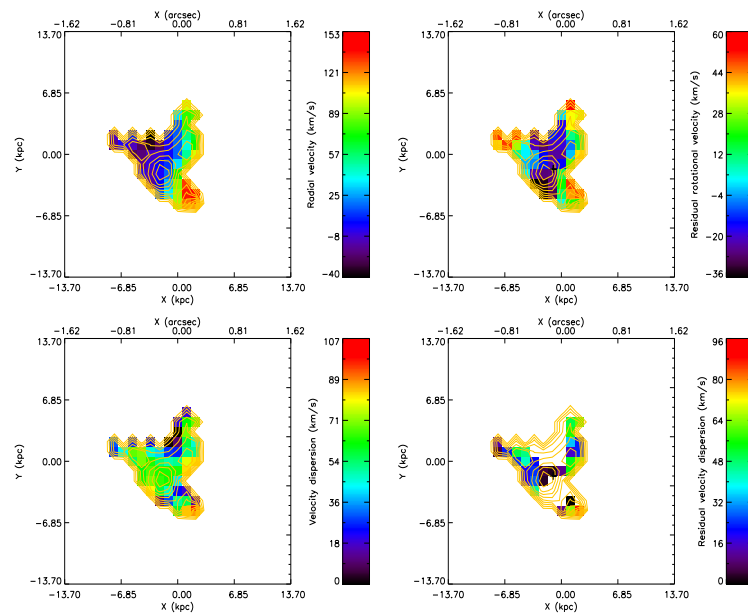 X (arcsec)
-1.62 -0.81 0.00 0.81 1.62
13.70
6.85
0.00
-6.85
-13.70
Y (kpc)
-13.70 -6.85 0.00 6.85 13.70
X (kpc)
153
121
89
57
25
-8
-40
Radial velocity (km/s)
X (arcsec)
-1.62 -0.81 0.00 0.81 1.62
13.70
6.85
0.00
-6.85
-13.70
Y (kpc)
-13.70 -6.85 0.00 6.85 13.70
X (kpc)
60
44
28
12
-4
-20
-36
Residual rotational velocity (km/s)
X (arcsec)
-1.62 -0.81 0.00 0.81 1.62
13.70
6.85
0.00
-6.85
-13.70
Y (kpc)
-13.70 -6.85 0.00 6.85 13.70
X (kpc)
107
89
71
54
36
18
0
Velocity dispersion (km/s)
X (arcsec)
-1.62 -0.81 0.00 0.81 1.62
13.70
6.85
0.00
-6.85
-13.70
Y (kpc)
-13.70 -6.85 0.00 6.85 13.70
X (kpc)
96
80
64
48
32
16
0
Residual velocity dispersion (km/s)